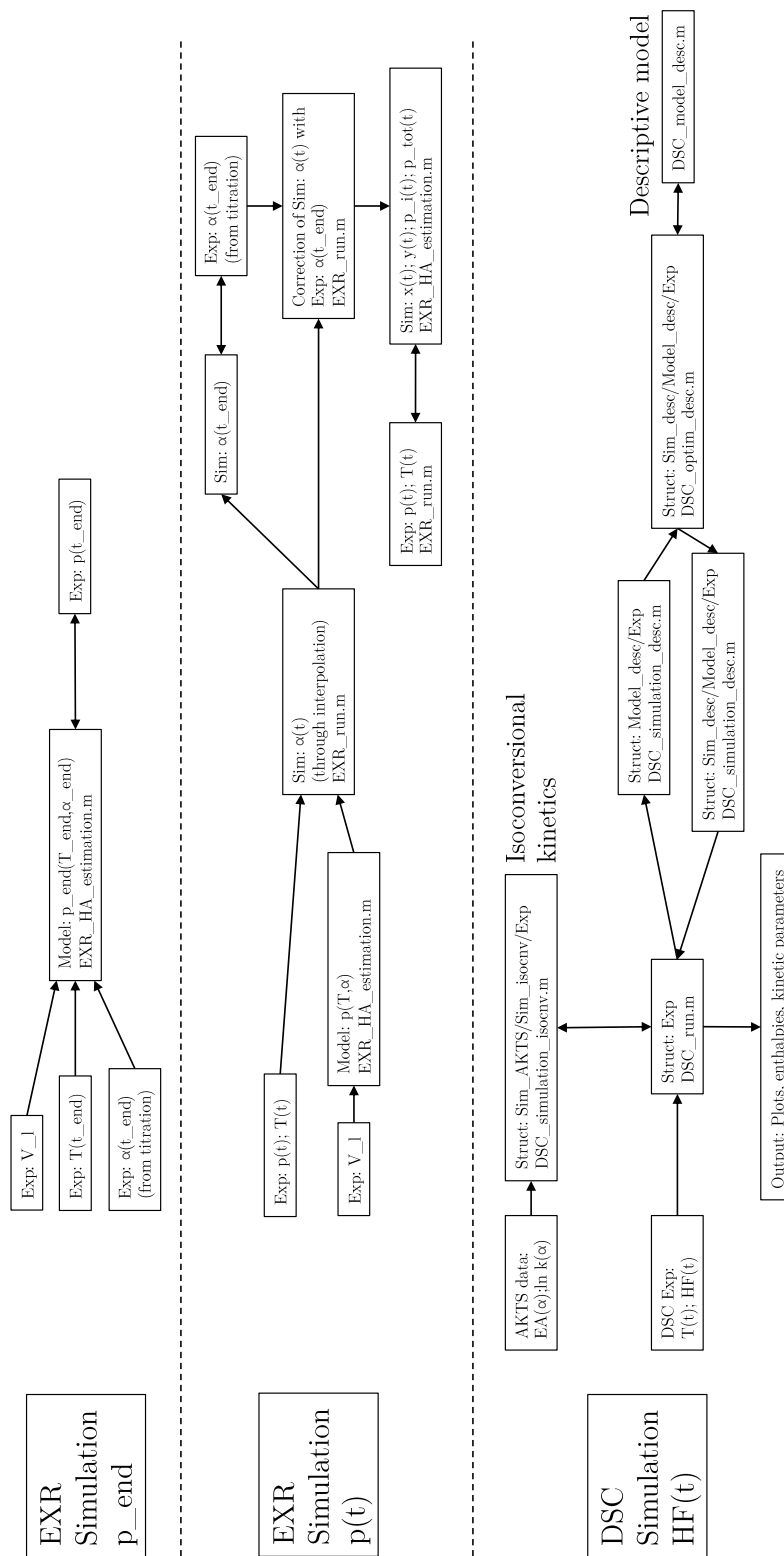 EXR
Simulation
p_end
Exp: V_l
Exp: T(t_end)
Exp: α(t_end)
(from titration)
Model: p_end(T_end,α_end)
EXR_HA_estimation.m
Exp: p(t_end)
EXR
Simulation
p(t)
Exp: p(t); T(t)
Exp: V_l
Model: p(T,α)
EXR_HA_estimation.m
Sim: α(t)
(through interpolation)
EXR_run.m
Sim: α(t_end)
Exp: α(t_end)
(from titration)
Correction of Sim: α(t) with
Exp: α(t_end)
EXR_run.m
Exp: p(t); T(t)
EXR_run.m
Sim: x(t); y(t); p_i(t); p_tot(t)
EXR_HA_estimation.m
DSC
Simulation
HF(t)
AKTS data:
EA(α);ln k(α)
Struct: Sim_AKTS/Sim_isocnv/Exp
DSC_simulation_isocnv.m
Isoconversional
kinetics
DSC Exp:
T(t); HF(t)
Struct: Exp
DSC_run.m
Output: Plots, enthalpies, kinetic parameters
Struct: Model_desc/Exp
DSC_simulation_desc.m
Struct: Sim_desc/Model_desc/Exp
DSC_simulation_desc.m
Struct: Sim_desc/Model_desc/Exp
DSC_optim_desc.m
Descriptive model
DSC_model_desc.m